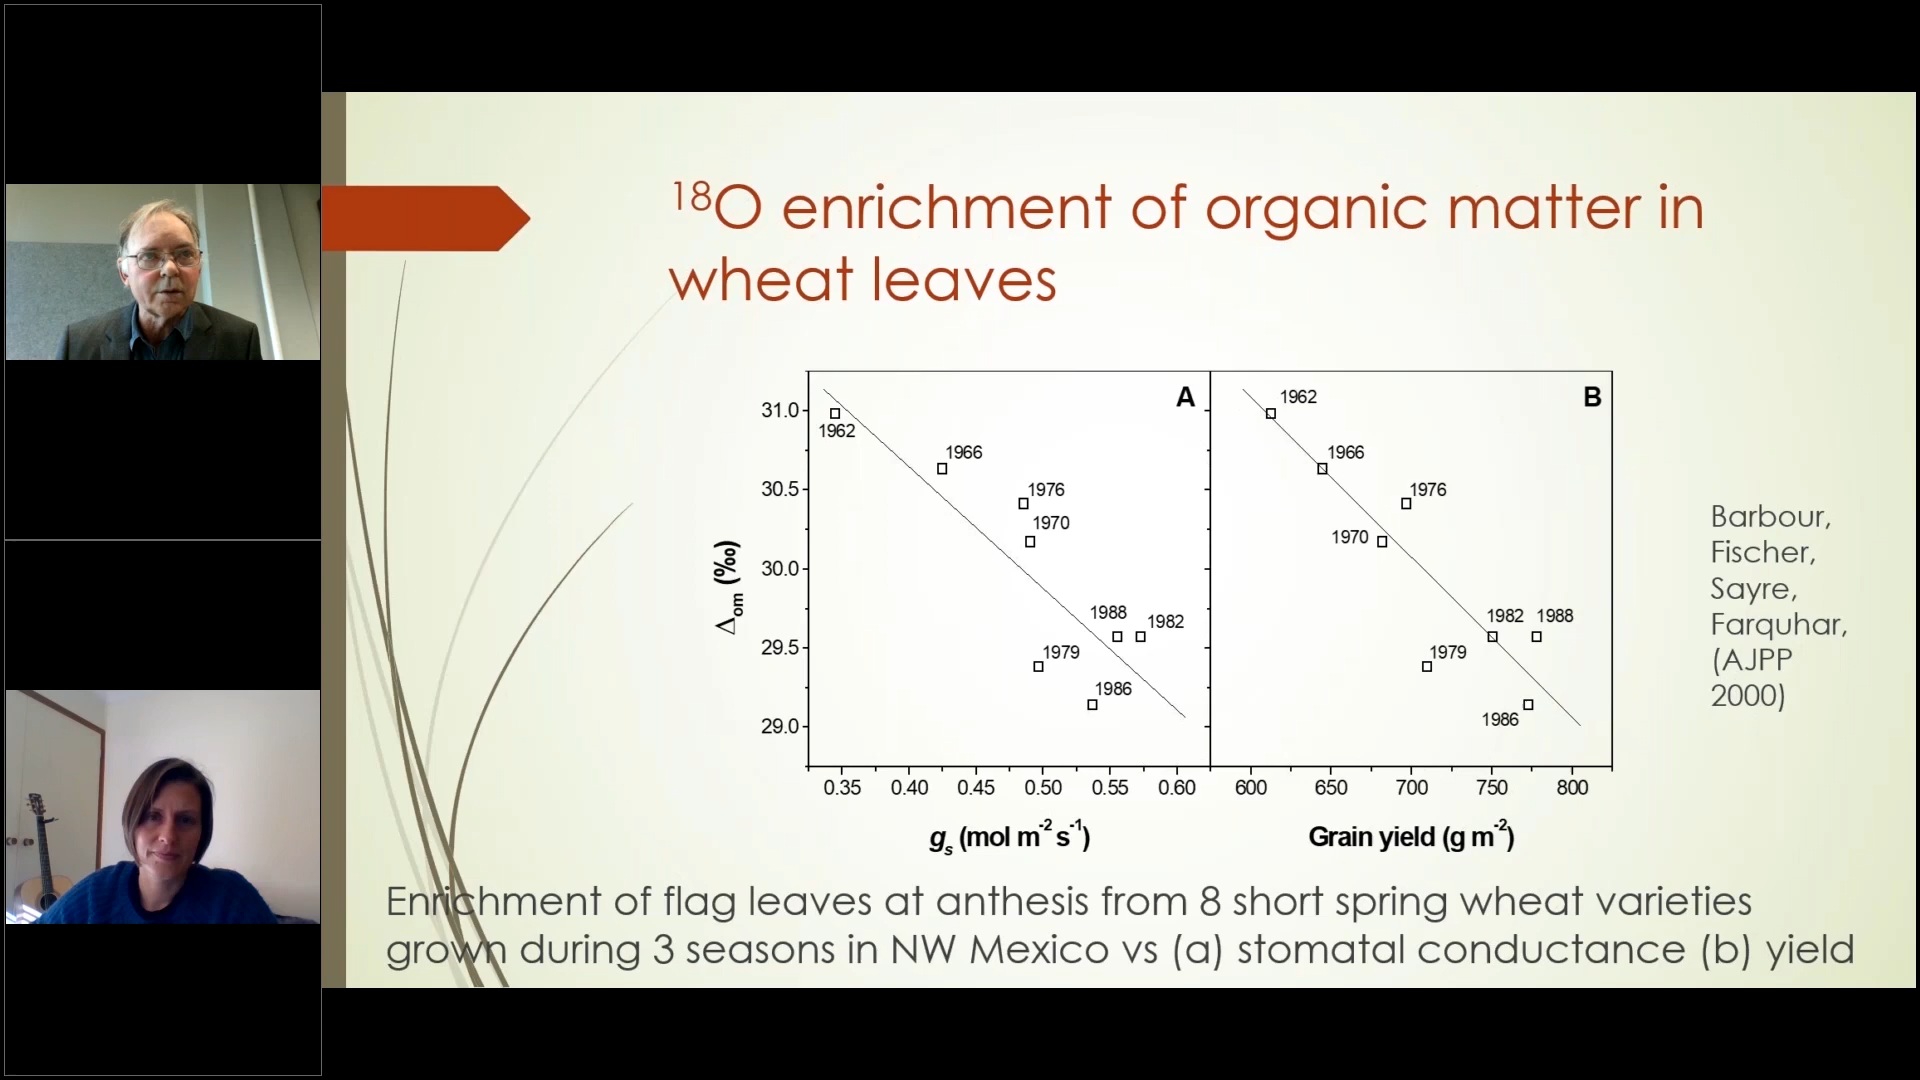 ¹⁸O enrichment of organic matter in
wheat leaves
A
B
31.0
30.5
30.0
29.5
29.0
Δom (‰)
1962
1966
1976
1970
1988
1982
1979
1986
1962
1966
1976
1970
1982
1988
1979
1986
0.35 0.40 0.45 0.50 0.55 0.60
600 650 700 750 800
gs (mol m⁻² s⁻¹)
Grain yield (g m⁻²)
Barbour,
Fischer,
Sayre,
Farquhar,
(AJPP
2000)
Enrichment of flag leaves at anthesis from 8 short spring wheat varieties
grown during 3 seasons in NW Mexico vs (a) stomatal conductance (b) yield